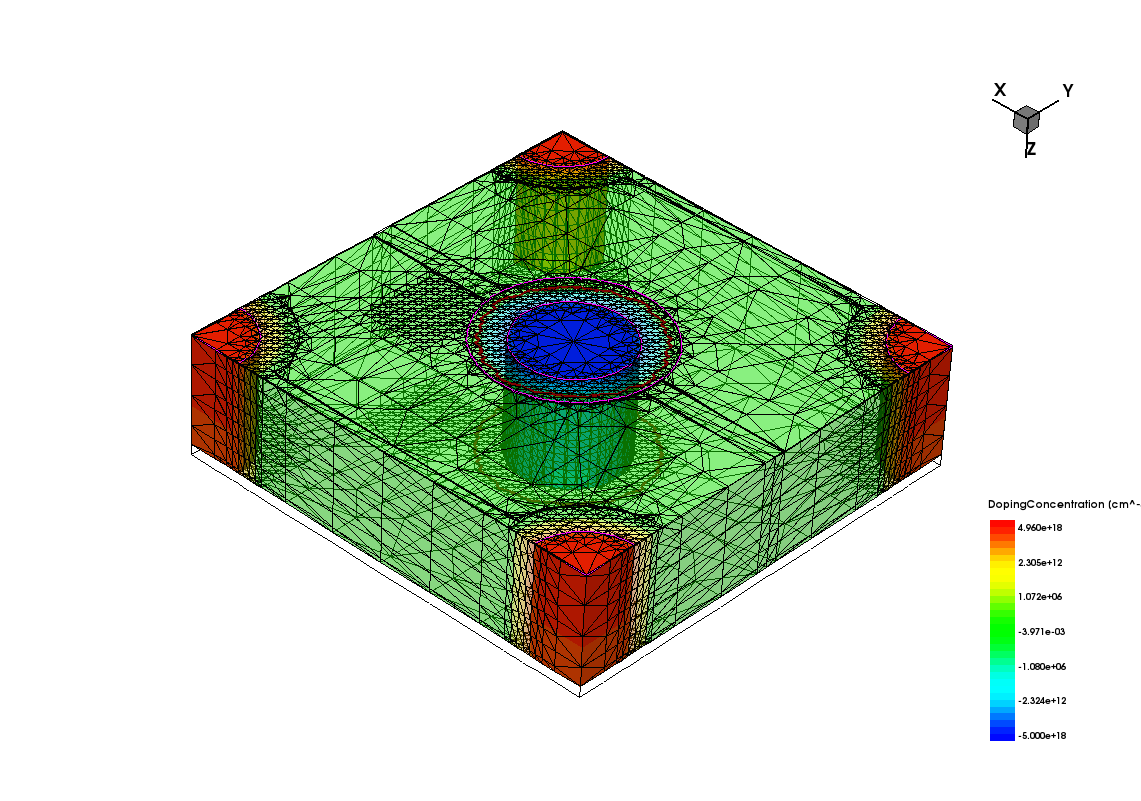 X
Y
Z
DopingConcentration (cm^-
4.960e+18
2.305e+12
1.072e+06
-3.971e-03
-1.080e+06
-2.324e+12
-5.000e+18